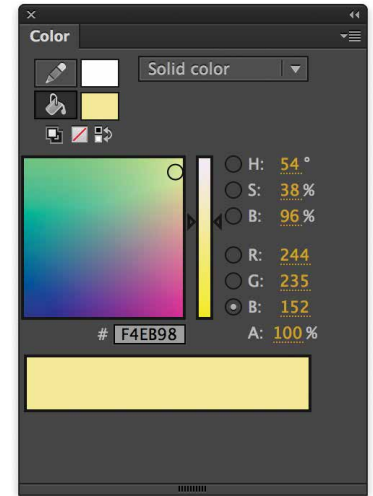 Color
Solid color
H: 54 °
S: 38 %
B: 96 %
R: 244
G: 235
B: 152
# F4EB98 A: 100 %